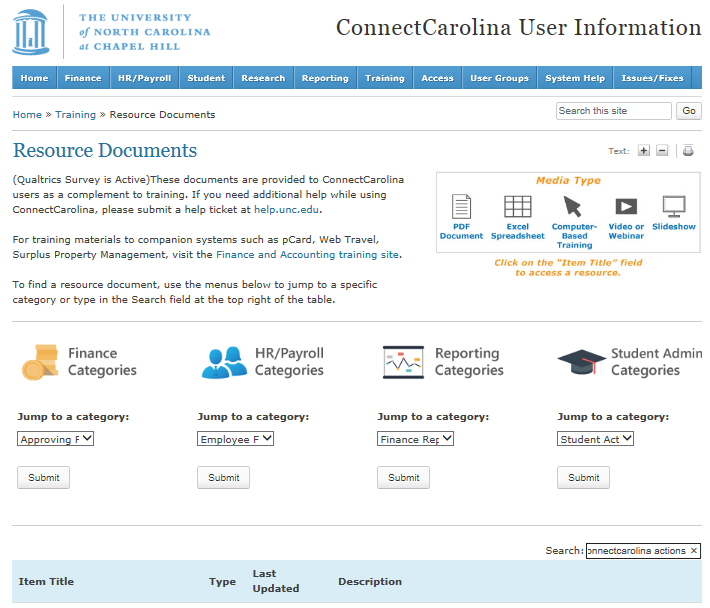 THE UNIVERSITY
of NORTH CAROLINA
at CHAPEL HILL
ConnectCarolina User Information
Home Finance HR/Payroll Student Research Reporting Training Access User Groups System Help Issues/Fixes
Home » Training » Resource Documents
Search this site Go
Resource Documents
Text: + −
(Qualtrics Survey is Active)These documents are provided to ConnectCarolina
users as a complement to training. If you need additional help while using
ConnectCarolina, please submit a help ticket at help.unc.edu.
For training materials to companion systems such as pCard, Web Travel,
Surplus Property Management, visit the Finance and Accounting training site.
To find a resource document, use the menus below to jump to a specific
category or type in the Search field at the top right of the table.
Media Type
PDF Document
Excel Spreadsheet
Computer-Based Training
Video or Webinar
Slideshow
Click on the "Item Title" field
to access a resource.
Finance
Categories
HR/Payroll
Categories
Reporting
Categories
Student Admin
Categories
Jump to a category: Jump to a category: Jump to a category: Jump to a category:
Approving F Employee F Finance Rep Student Act
Submit Submit Submit Submit
Search: onnectcarolina actions ×
Item Title Type Last Updated Description